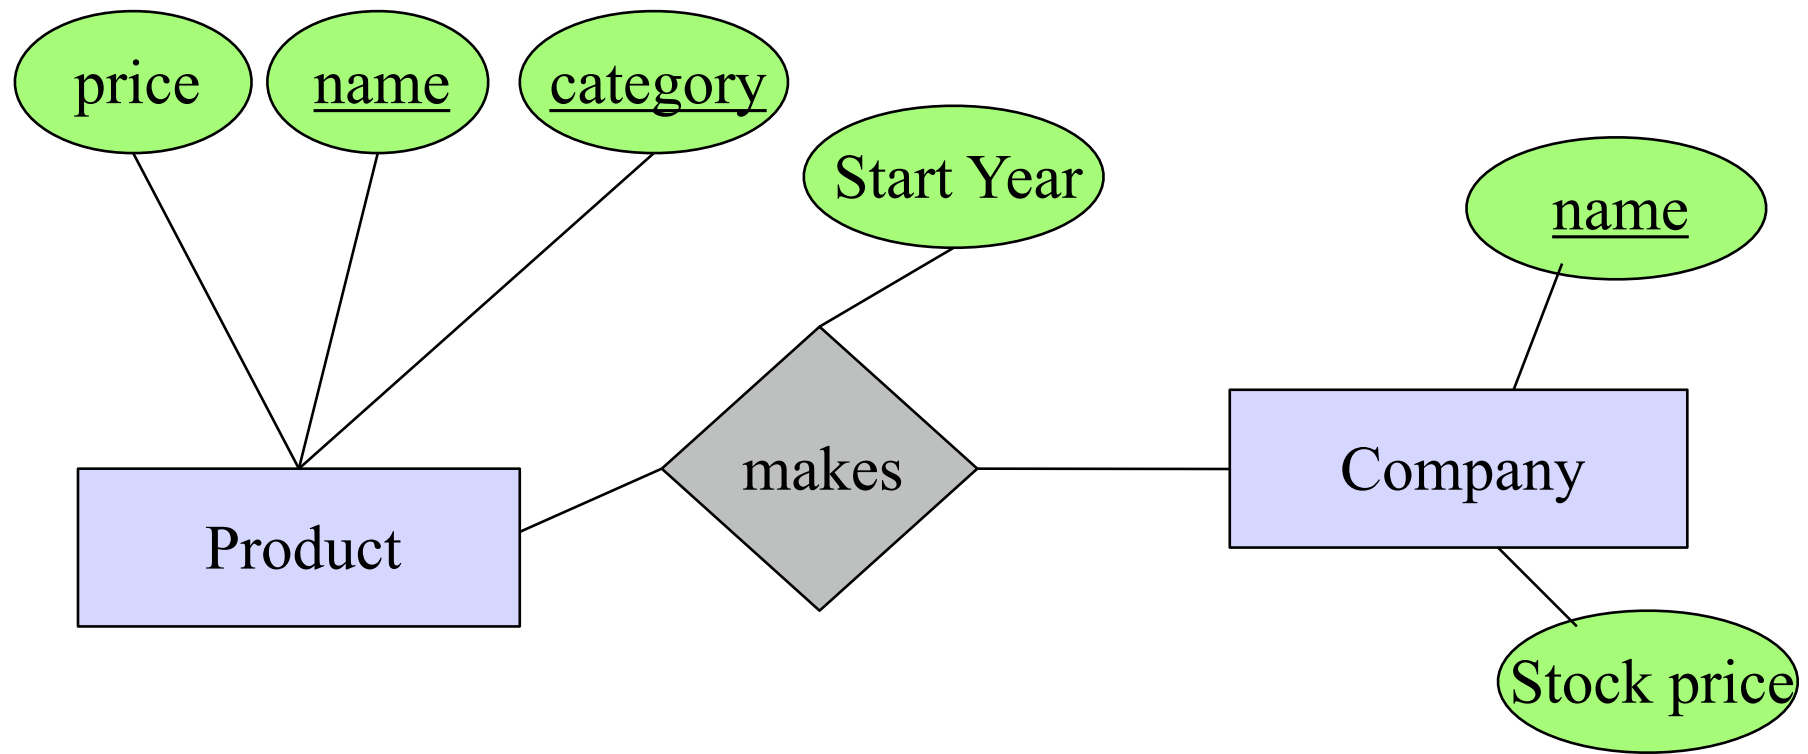 price
name
category
Start Year
name
makes
Company
Product
Stock price